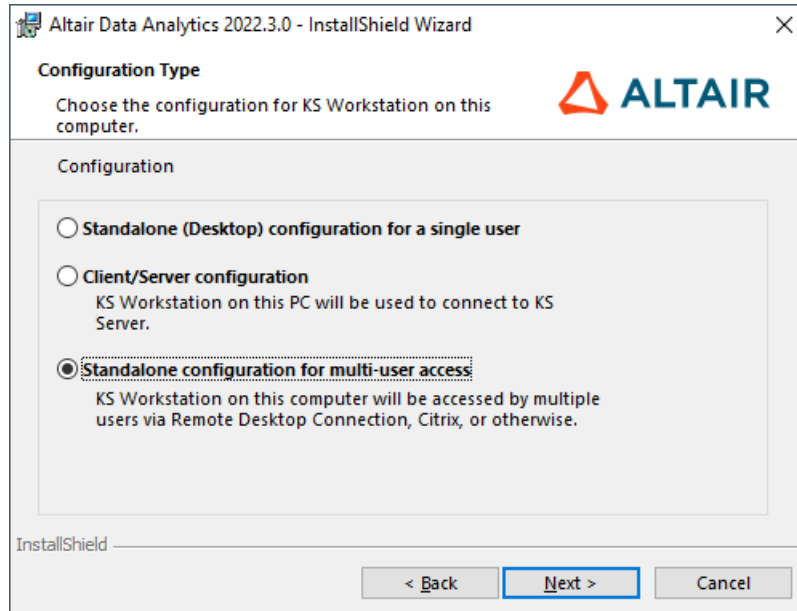 Altair Data Analytics 2022.3.0 - InstallShield Wizard
Configuration Type
Choose the configuration for KS Workstation on this
computer.
ALTAIR
Configuration
Standalone (Desktop) configuration for a single user
Client/Server configuration
KS Workstation on this PC will be used to connect to KS
Server.
Standalone configuration for multi-user access
KS Workstation on this computer will be accessed by multiple
users via Remote Desktop Connection, Citrix, or otherwise.
InstallShield
< Back
Next >
Cancel